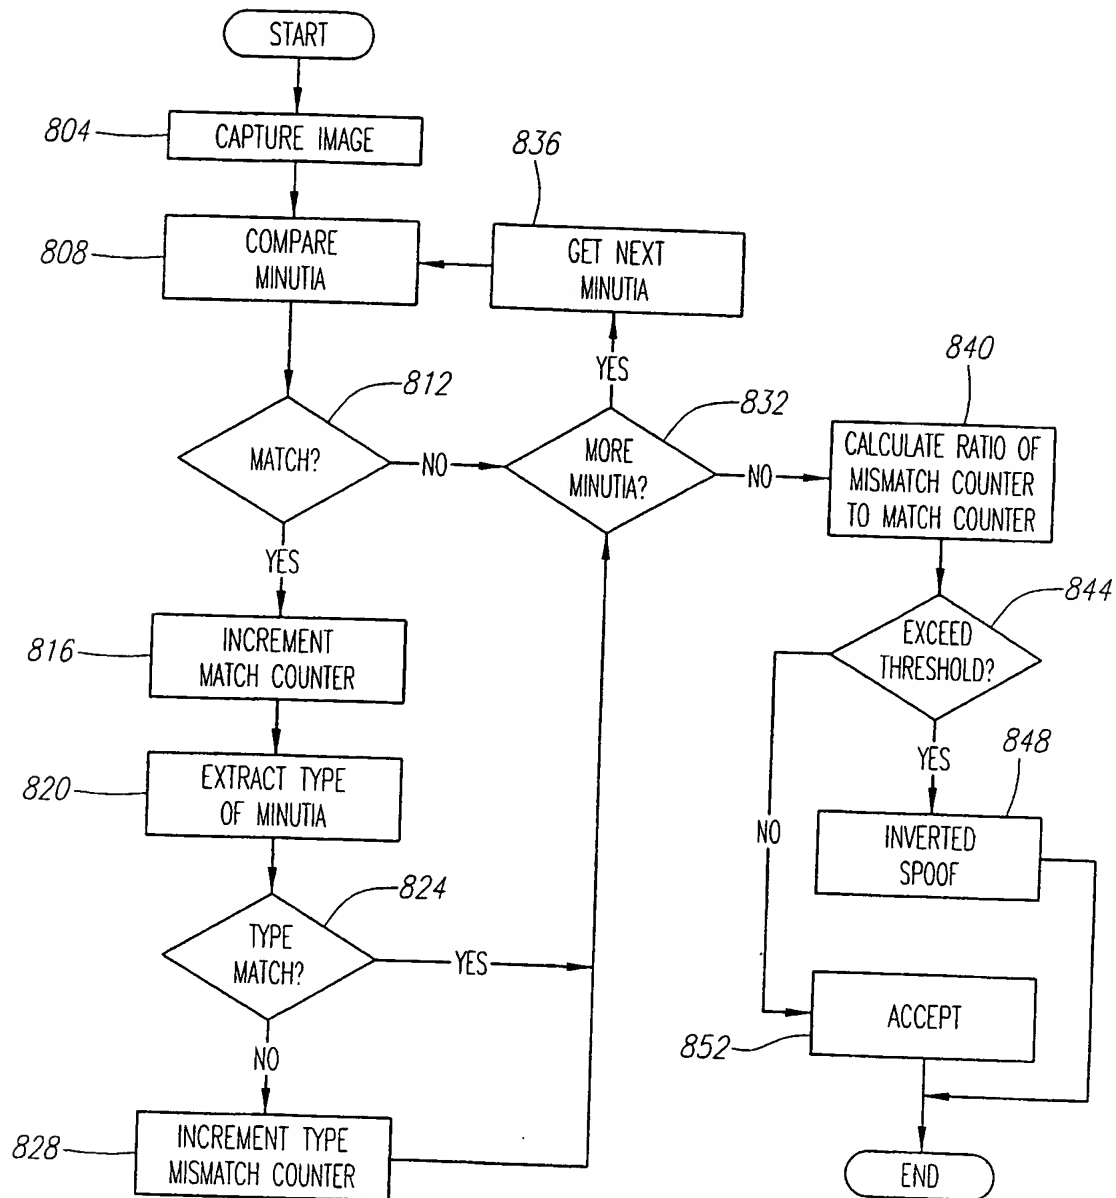 START
804
CAPTURE IMAGE
836
808
COMPARE
MINUTIA
GET NEXT
MINUTIA
YES
840
812
832
MATCH?
NO
MORE
MINUTIA?
NO
CALCULATE RATIO OF
MISMATCH COUNTER
TO MATCH COUNTER
YES
844
816
INCREMENT
MATCH COUNTER
EXCEED
THRESHOLD?
YES
848
820
EXTRACT TYPE
OF MINUTIA
NO
INVERTED
SPOOF
824
TYPE
MATCH?
YES
NO
ACCEPT
852
828
INCREMENT TYPE
MISMATCH COUNTER
END